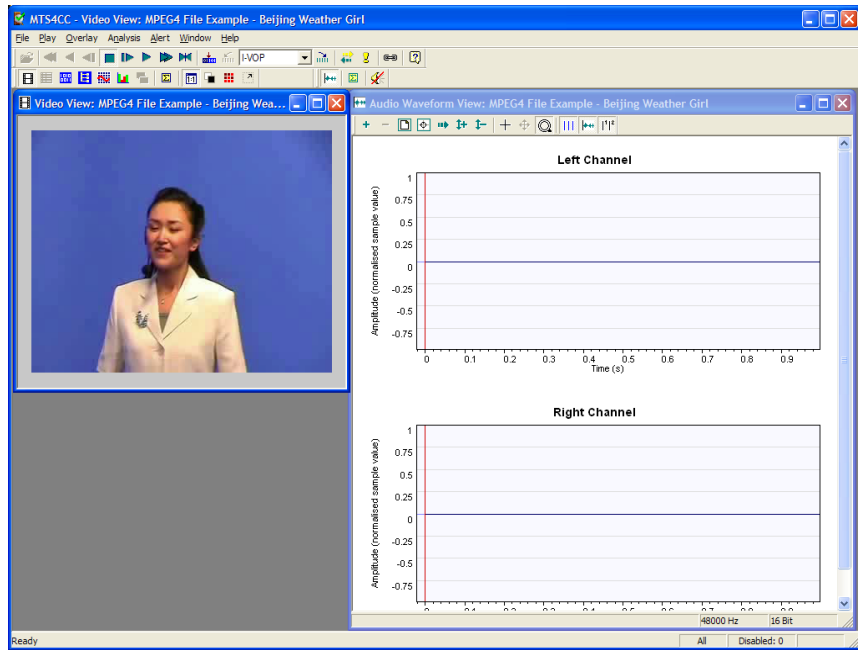 MTS4CC - Video View: MPEG4 File Example - Beijing Weather Girl
File Play Overlay Analysis Alert Window Help
I-VOP
Video View: MPEG4 File Example - Beijing Wea...
Audio Waveform View: MPEG4 File Example - Beijing Weather Girl
Left Channel
Amplitude (normalised sample value)
1
0.75
0.5
0.25
0
-0.25
-0.5
-0.75
0 0.1 0.2 0.3 0.4 0.5 0.6 0.7 0.8 0.9
Time (s)
Right Channel
Amplitude (normalised sample value)
1
0.75
0.5
0.25
0
-0.25
-0.5
-0.75
48000 Hz 16 Bit
Ready All Disabled: 0